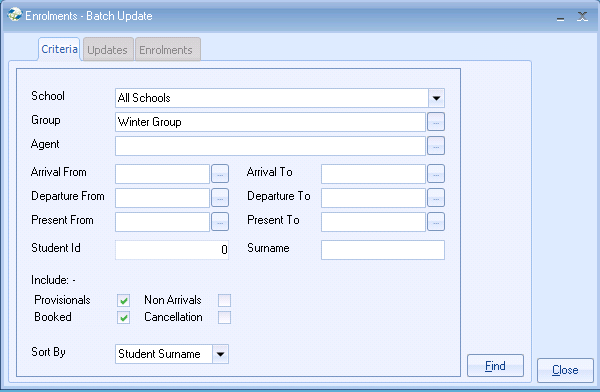 Enrolments - Batch Update
Criteria Updates Enrolments
School All Schools
Group Winter Group ...
Agent ...
Arrival From ... Arrival To ...
Departure From ... Departure To ...
Present From ... Present To ...
Student Id 0 Surname
Include: -
Provisionals Non Arrivals
Booked Cancellation
Sort By Student Surname
Find Close